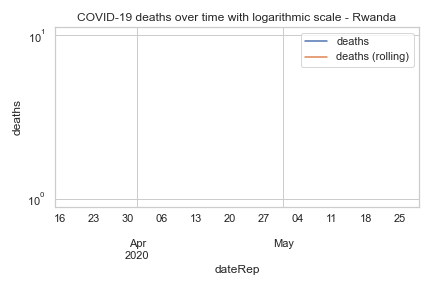 COVID-19 deaths over time with logarithmic scale - Rwanda
deaths
deaths (rolling)
deaths
10¹
10⁰
16 23 30 06 13 20 27 04 11 18 25
Apr May
2020
dateRep